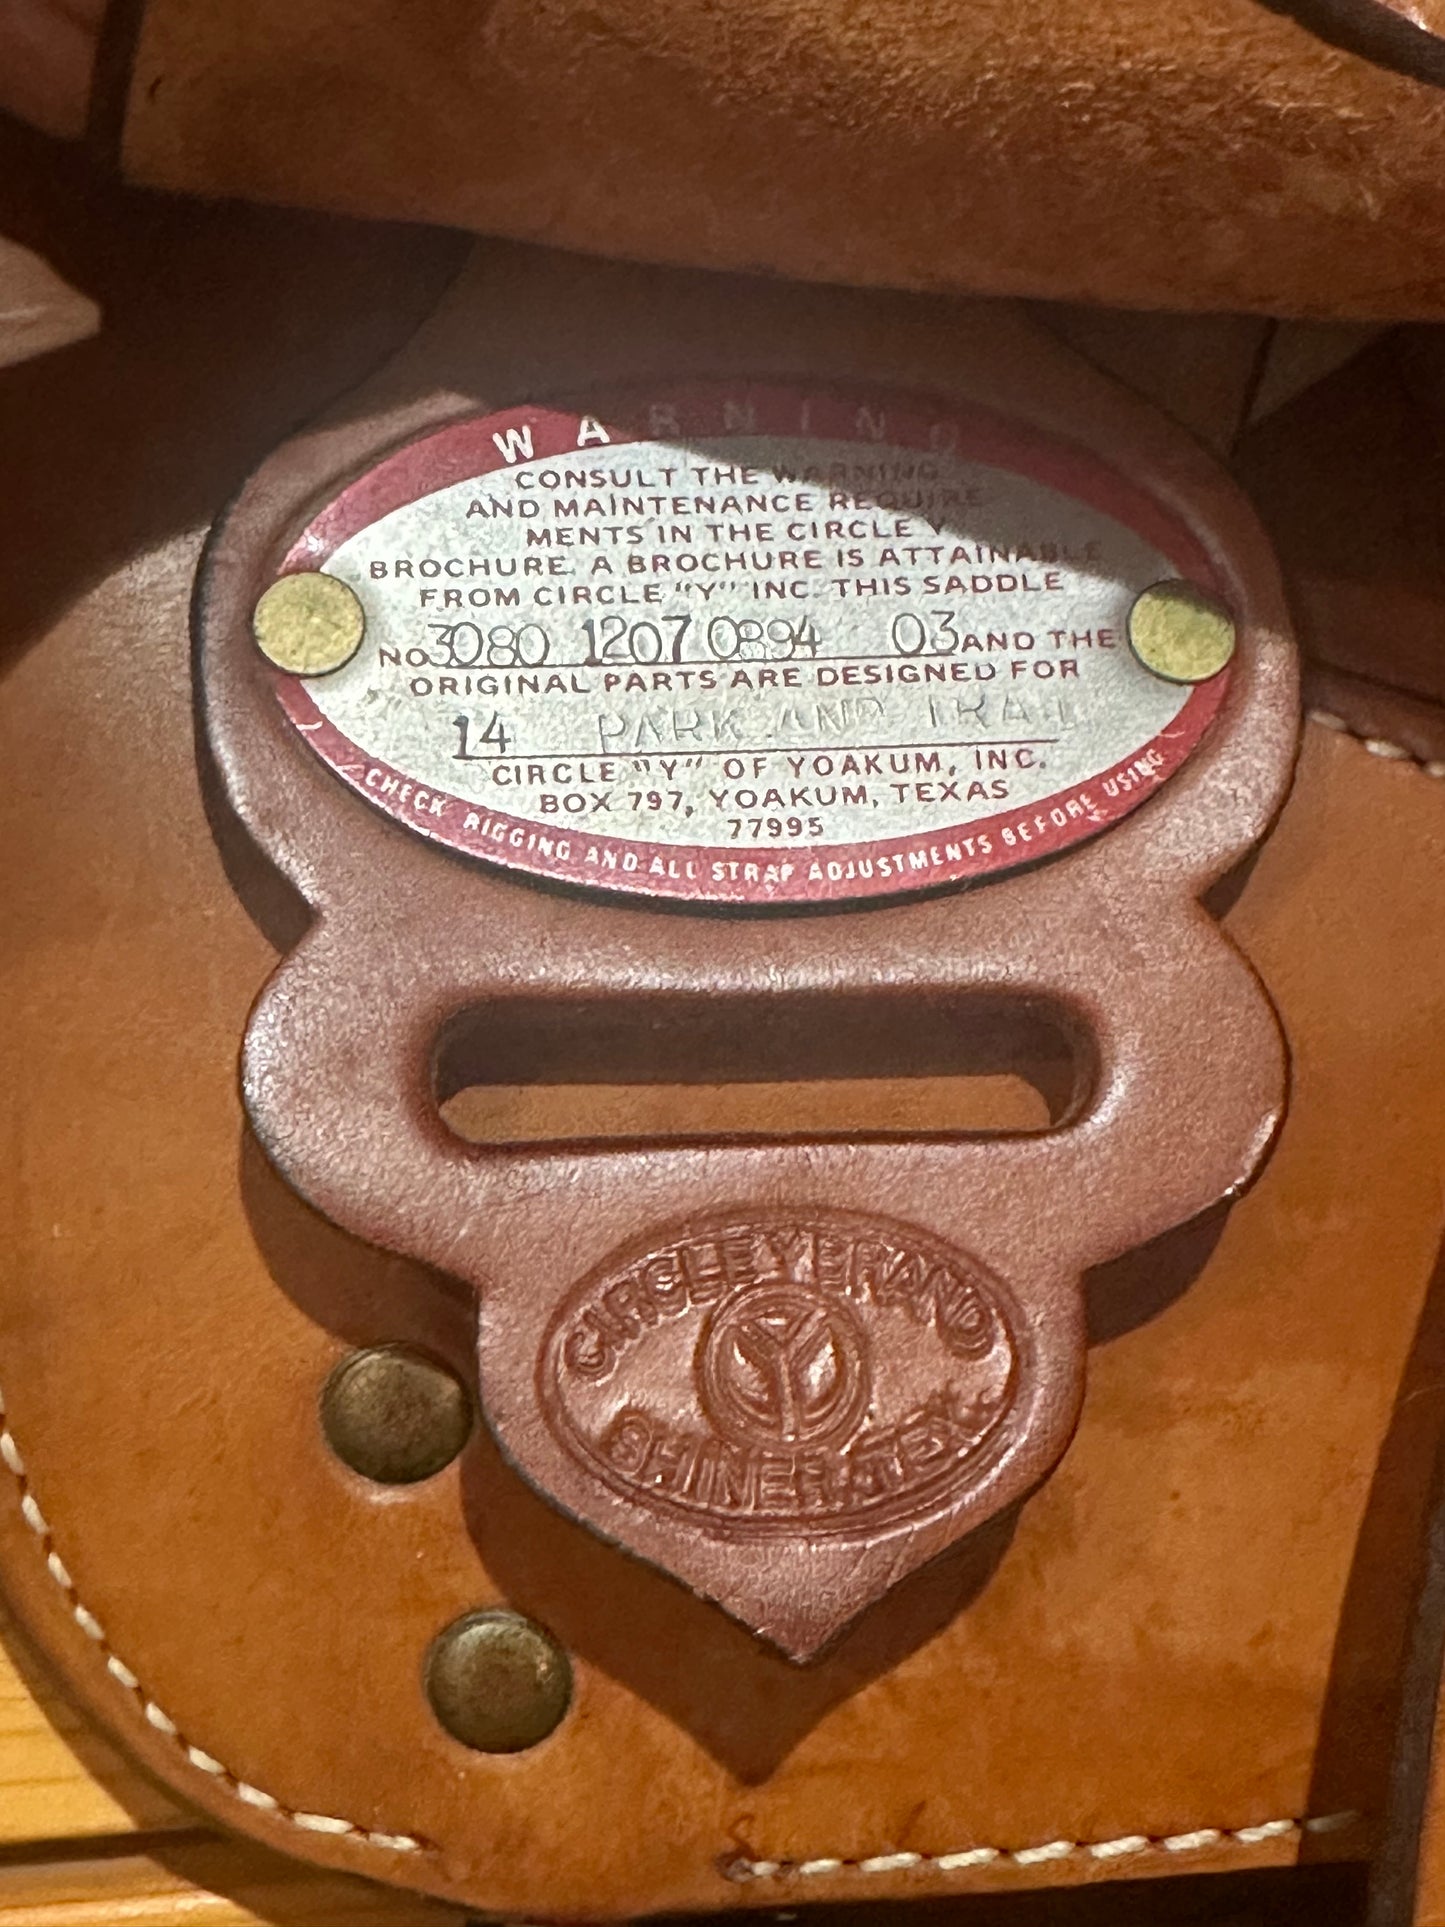 WARNING
CONSULT THE WARNING
AND MAINTENANCE REQUIRE
MENTS IN THE CIRCLE Y
BROCHURE. A BROCHURE IS ATTAINABLE
FROM CIRCLE "Y" INC. THIS SADDLE
NO. 3080 1207 0894 03 AND THE
ORIGINAL PARTS ARE DESIGNED FOR
14 PARK AND TRAIL
CIRCLE "Y" OF YOAKUM, INC.
BOX 797, YOAKUM, TEXAS
77995
CHECK RIGGING AND ALL STRAP ADJUSTMENTS BEFORE USING
CIRCLE Y BRAND
Y
SHINER, TEX.